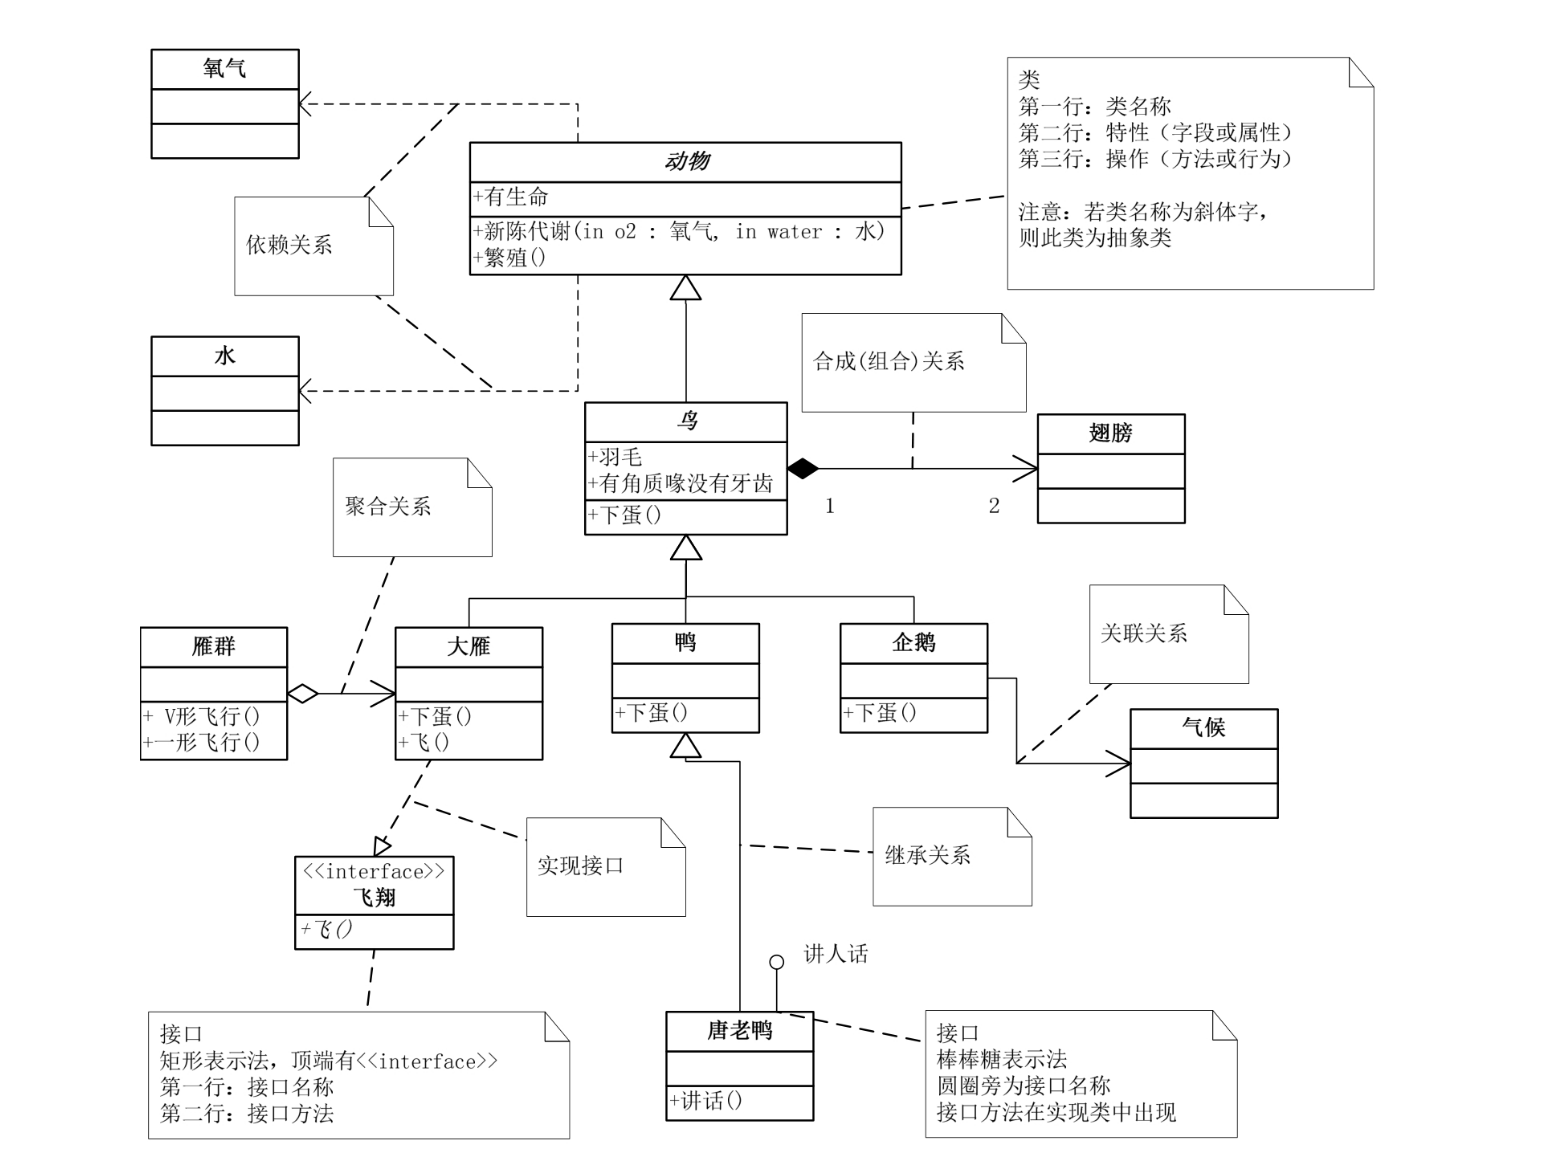 氧气
动物
+有生命
+新陈代谢(in o2 : 氧气, in water : 水)
+繁殖()
类
第一行: 类名称
第二行: 特性（字段或属性）
第三行: 操作（方法或行为）
注意: 若类名称为斜体字,
则此类为抽象类
依赖关系
水
合成(组合)关系
鸟
+羽毛
+有角质喙没有牙齿
+下蛋()
1
2
翅膀
聚合关系
雁群
+ V形飞行()
+一形飞行()
大雁
+下蛋()
+飞()
鸭
+下蛋()
企鹅
+下蛋()
关联关系
气候
实现接口
继承关系
<<interface>>
飞翔
+飞()
讲人话
唐老鸭
+讲话()
接口
矩形表示法, 顶端有<<interface>>
第一行: 接口名称
第二行: 接口方法
接口
棒棒糖表示法
圆圈旁为接口名称
接口方法在实现类中出现